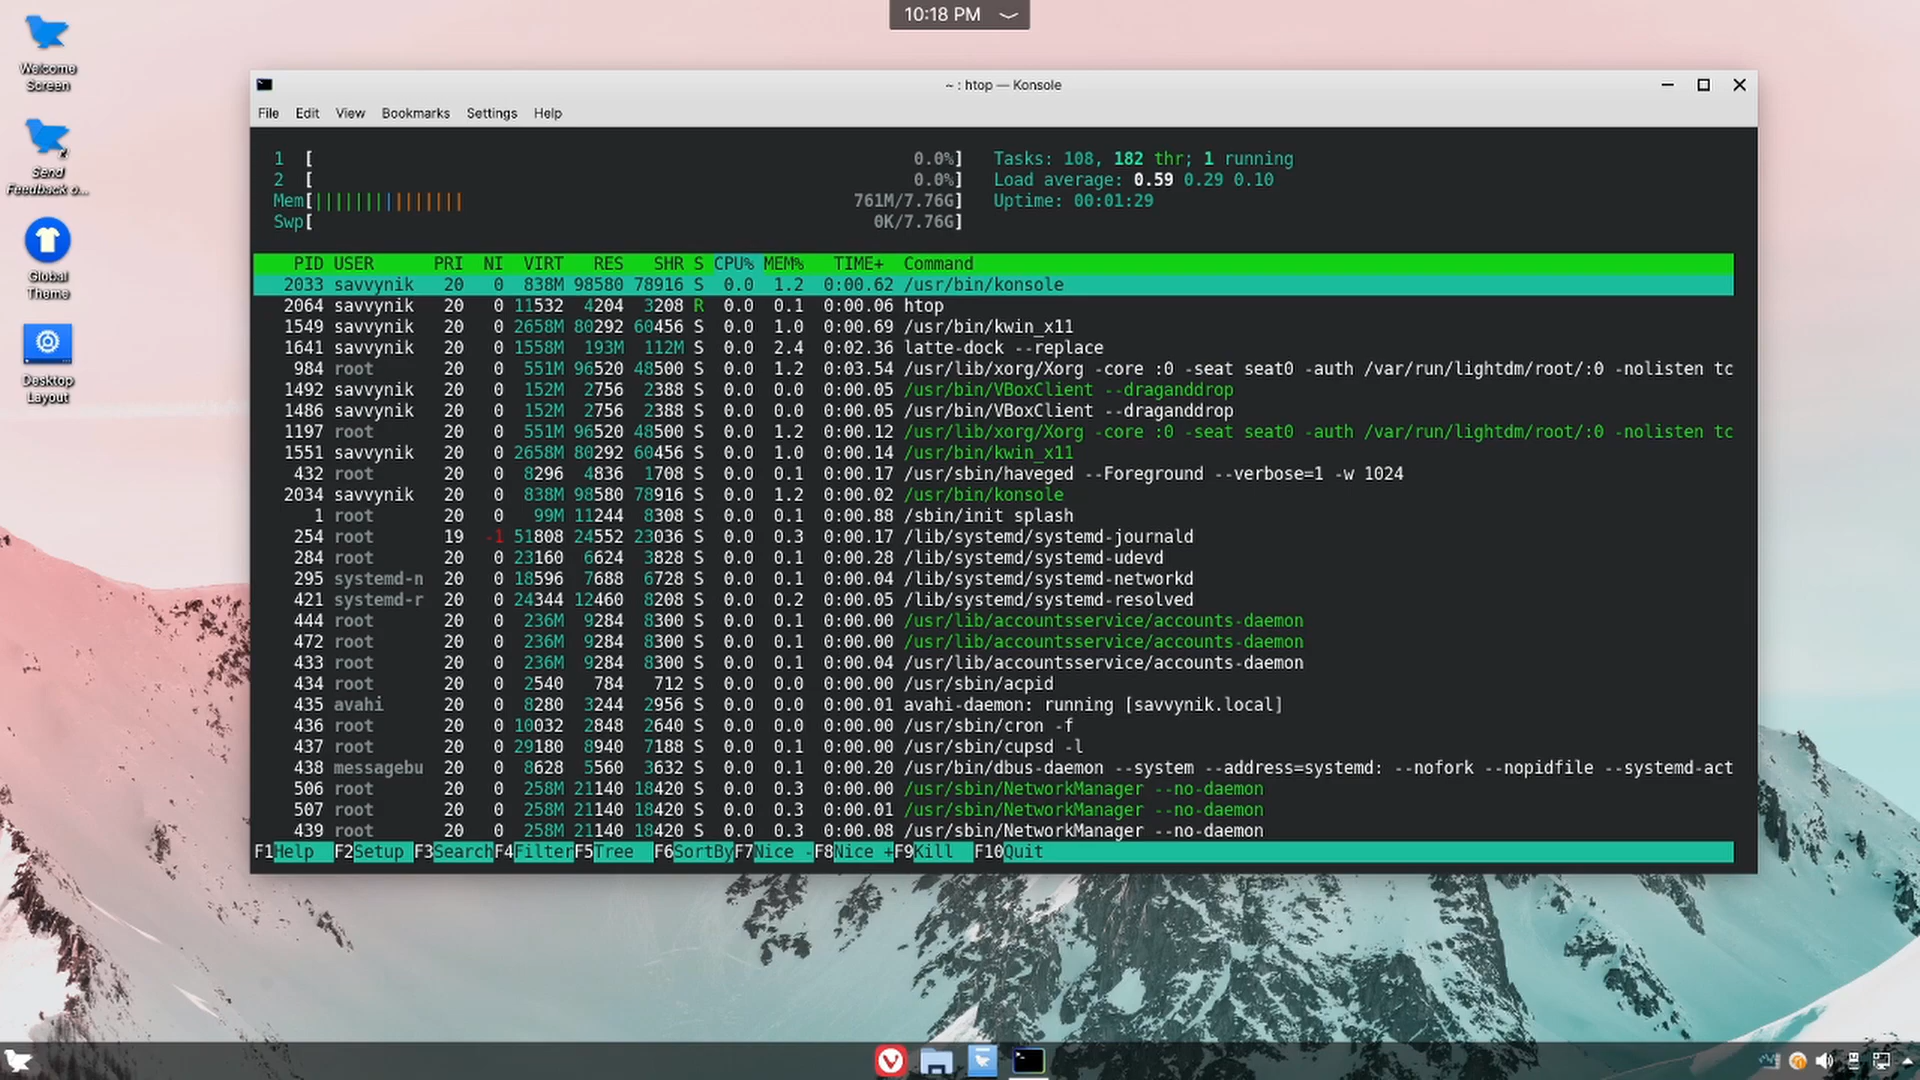 10:18 PM
Welcome
Screen
Send
Feedback o...
Global
Theme
Desktop
Layout
~ : htop — Konsole
File Edit View Bookmarks Settings Help
1 [ 0.0%] Tasks: 108, 182 thr; 1 running
2 [ 0.0%] Load average: 0.59 0.29 0.10
Mem[|||||||||||||||| 761M/7.76G] Uptime: 00:01:29
Swp[ 0K/7.76G]
PID USER PRI NI VIRT RES SHR S CPU% MEM% TIME+ Command
2033 savvynik 20 0 838M 98580 78916 S 0.0 1.2 0:00.62 /usr/bin/konsole
2064 savvynik 20 0 11532 4204 3208 R 0.0 0.1 0:00.06 htop
1549 savvynik 20 0 2658M 80292 60456 S 0.0 1.0 0:00.69 /usr/bin/kwin_x11
1641 savvynik 20 0 1558M 193M 112M S 0.0 2.4 0:02.36 latte-dock --replace
984 root 20 0 551M 96520 48500 S 0.0 1.2 0:03.54 /usr/lib/xorg/Xorg -core :0 -seat seat0 -auth /var/run/lightdm/root/:0 -nolisten tc
1492 savvynik 20 0 152M 2756 2388 S 0.0 0.0 0:00.05 /usr/bin/VBoxClient --draganddrop
1486 savvynik 20 0 152M 2756 2388 S 0.0 0.0 0:00.05 /usr/bin/VBoxClient --draganddrop
1197 root 20 0 551M 96520 48500 S 0.0 1.2 0:00.12 /usr/lib/xorg/Xorg -core :0 -seat seat0 -auth /var/run/lightdm/root/:0 -nolisten tc
1551 savvynik 20 0 2658M 80292 60456 S 0.0 1.0 0:00.14 /usr/bin/kwin_x11
432 root 20 0 8296 4836 1708 S 0.0 0.1 0:00.17 /usr/sbin/haveged --Foreground --verbose=1 -w 1024
2034 savvynik 20 0 838M 98580 78916 S 0.0 1.2 0:00.02 /usr/bin/konsole
1 root 20 0 99M 11244 8308 S 0.0 0.1 0:00.88 /sbin/init splash
254 root 19 -1 51808 24552 23036 S 0.0 0.3 0:00.17 /lib/systemd/systemd-journald
284 root 20 0 23160 6624 3828 S 0.0 0.1 0:00.28 /lib/systemd/systemd-udevd
295 systemd-n 20 0 18596 7688 6728 S 0.0 0.1 0:00.04 /lib/systemd/systemd-networkd
421 systemd-r 20 0 24344 12460 8208 S 0.0 0.2 0:00.05 /lib/systemd/systemd-resolved
444 root 20 0 236M 9284 8300 S 0.0 0.1 0:00.00 /usr/lib/accountsservice/accounts-daemon
472 root 20 0 236M 9284 8300 S 0.0 0.1 0:00.00 /usr/lib/accountsservice/accounts-daemon
433 root 20 0 236M 9284 8300 S 0.0 0.1 0:00.04 /usr/lib/accountsservice/accounts-daemon
434 root 20 0 2540 784 712 S 0.0 0.0 0:00.00 /usr/sbin/acpid
435 avahi 20 0 8280 3244 2956 S 0.0 0.0 0:00.01 avahi-daemon: running [savvynik.local]
436 root 20 0 10032 2848 2640 S 0.0 0.0 0:00.00 /usr/sbin/cron -f
437 root 20 0 29180 8940 7188 S 0.0 0.1 0:00.00 /usr/sbin/cupsd -l
438 messagebu 20 0 8628 5560 3632 S 0.0 0.1 0:00.20 /usr/bin/dbus-daemon --system --address=systemd: --nofork --nopidfile --systemd-act
506 root 20 0 258M 21140 18420 S 0.0 0.3 0:00.00 /usr/sbin/NetworkManager --no-daemon
507 root 20 0 258M 21140 18420 S 0.0 0.3 0:00.01 /usr/sbin/NetworkManager --no-daemon
439 root 20 0 258M 21140 18420 S 0.0 0.3 0:00.08 /usr/sbin/NetworkManager --no-daemon
F1Help F2Setup F3SearchF4FilterF5Tree F6SortByF7Nice -F8Nice +F9Kill F10Quit